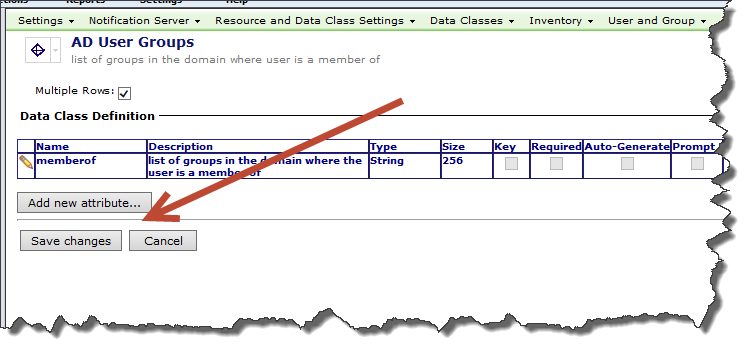 Reports Settings Help
Settings Notification Server Resource and Data Class Settings Data Classes Inventory User and Group
AD User Groups
list of groups in the domain where user is a member of
Multiple Rows:
Data Class Definition
Name Description Type Size Key Required Auto-Generate Prompt
memberof list of groups in the domain where the String 256
user is a member of
Add new attribute...
Save changes Cancel